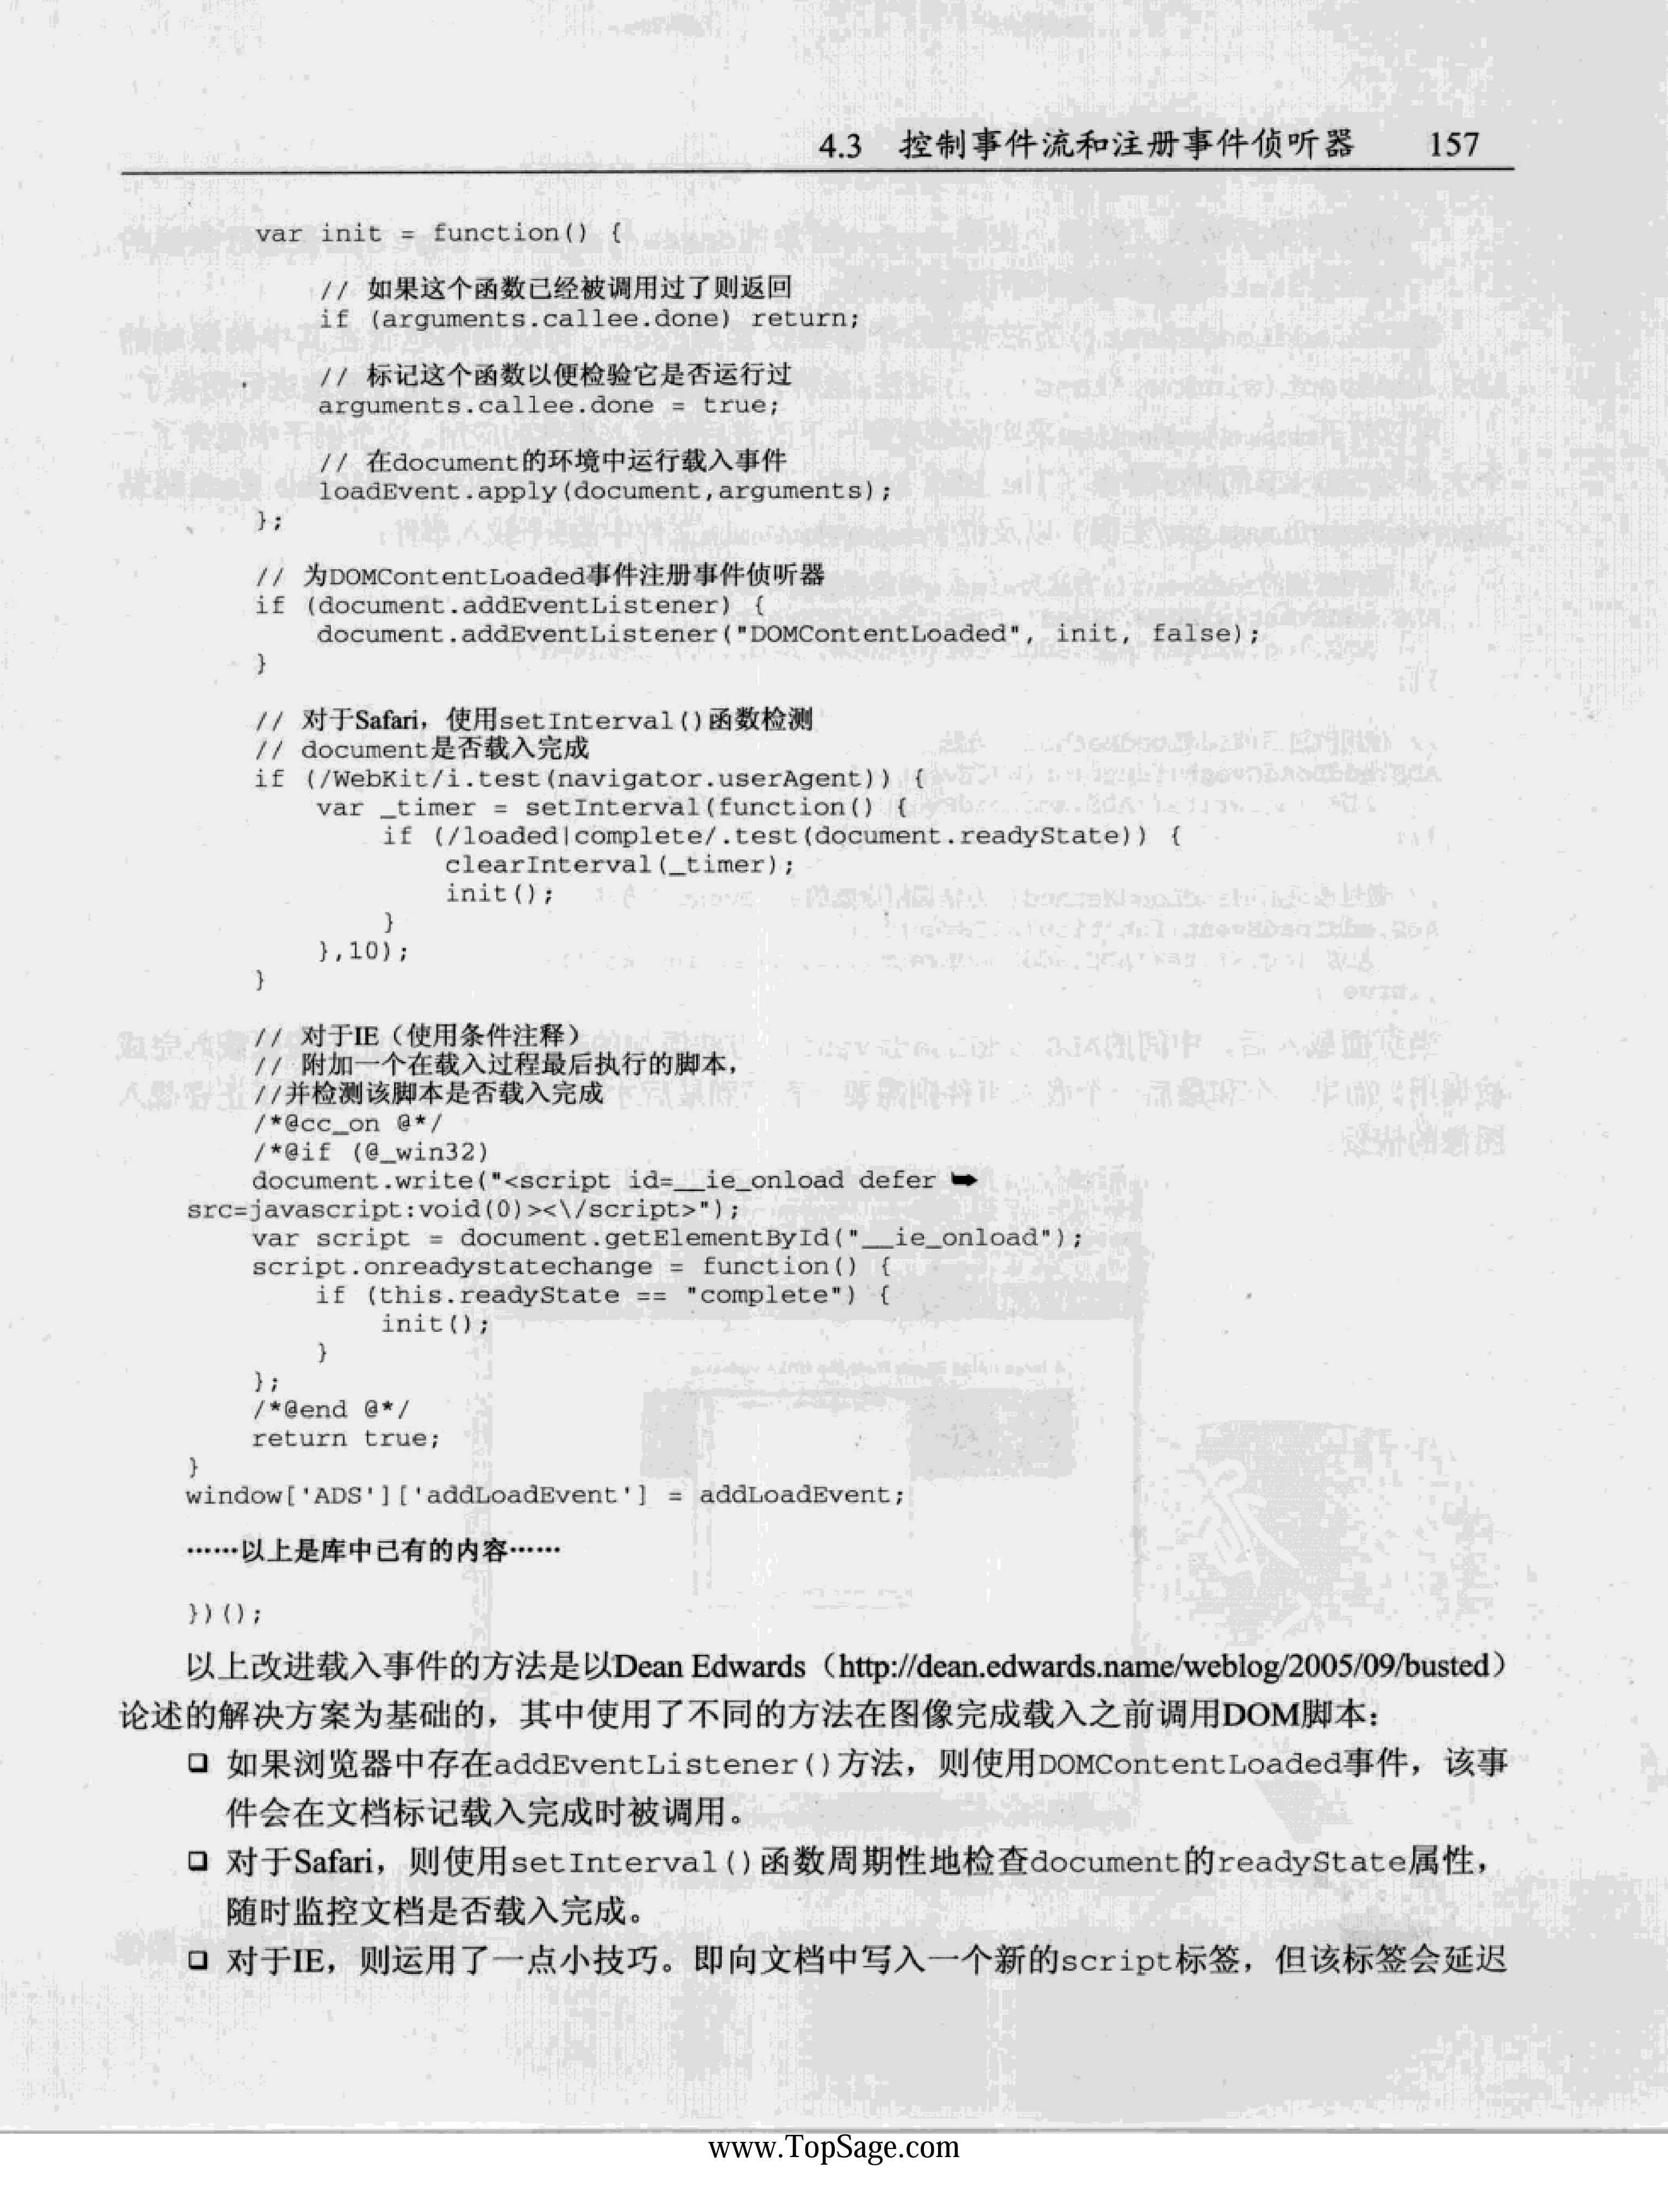 4.3 控制事件流和注册事件侦听器 157
var init = function() {
// 如果这个函数已经被调用过了则返回
if (arguments.callee.done) return;
// 标记这个函数以便检验它是否运行过
arguments.callee.done = true;
// 在document的环境中运行载入事件
loadEvent.apply(document,arguments);
};
// 为DOMContentLoaded事件注册事件侦听器
if (document.addEventListener) {
document.addEventListener("DOMContentLoaded", init, false);
}
// 对于Safari，使用setInterval()函数检测
// document是否载入完成
if (/WebKit/i.test(navigator.userAgent)) {
var _timer = setInterval(function() {
if (/loaded|complete/.test(document.readyState)) {
clearInterval(_timer);
init();
}
},10);
}
// 对于IE（使用条件注释）
// 附加一个在载入过程最后执行的脚本，
//并检测该脚本是否载入完成
/*@cc_on @*/
/*@if (@_win32)
document.write("<script id=__ie_onload defer ➥
src=javascript:void(0)><\/script>");
var script = document.getElementById("__ie_onload");
script.onreadystatechange = function() {
if (this.readyState == "complete") {
init();
}
};
/*@end @*/
return true;
}
window['ADS']['addLoadEvent'] = addLoadEvent;
……以上是库中已有的内容……
})();
以上改进载入事件的方法是以Dean Edwards（http://dean.edwards.name/weblog/2005/09/busted）
论述的解决方案为基础的，其中使用了不同的方法在图像完成载入之前调用DOM脚本：
❑ 如果浏览器中存在addEventListener()方法，则使用DOMContentLoaded事件，该事
件会在文档标记载入完成时被调用。
❑ 对于Safari，则使用setInterval()函数周期性地检查document的readyState属性，
随时监控文档是否载入完成。
❑ 对于IE，则运用了一点小技巧。即向文档中写入一个新的script标签，但该标签会延迟
www.TopSage.com